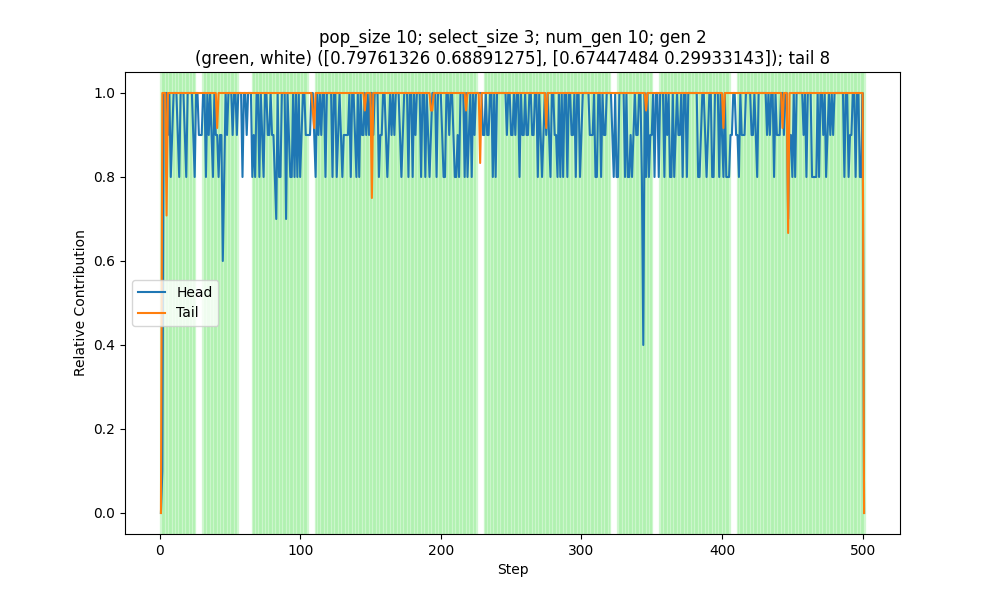 pop_size 10; select_size 3; num_gen 10; gen 2
(green, white) ([0.79761326 0.68891275], [0.67447484 0.29933143]); tail 8
1.0
0.8
0.6
0.4
0.2
0.0
Relative Contribution
Head
Tail
0 100 200 300 400 500
Step